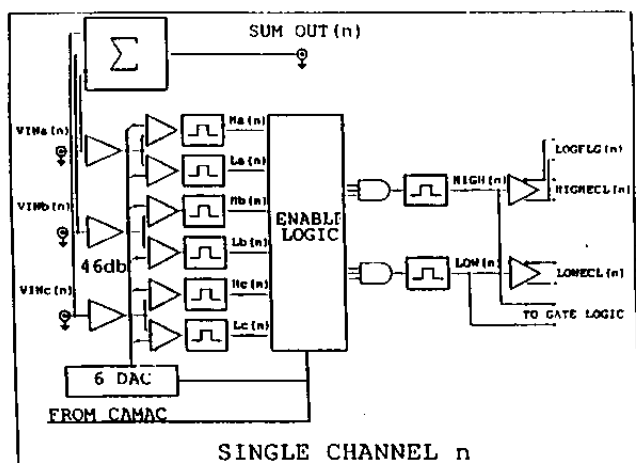 SUM OUT(n)
Σ
VINa(n)
Ha(n)
La(n)
VINb(n)
Hb(n)
Lb(n)
46db
VINc(n)
Hc(n)
Lc(n)
ENABLE
LOGIC
HIGH(n)
LOGFLG(n)
HIGHECL(n)
LOW(n)
LOWECL(n)
TO GATE LOGIC
6 DAC
FROM CAMAC
SINGLE CHANNEL n